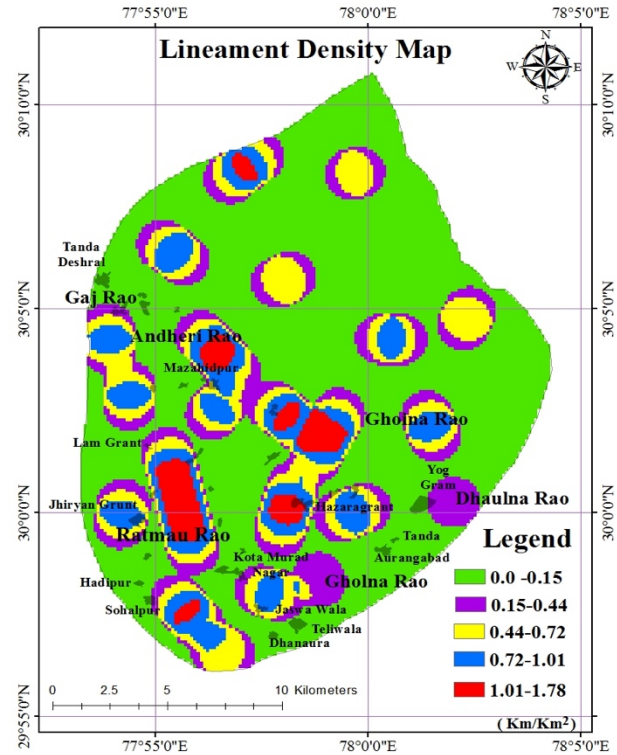 77°55'0"E
78°0'0"E
78°5'0"E
Lineament Density Map
N
W
E
S
30°10'0"N
30°10'0"N
Tanda
Deshral
Gaj Rao
30°5'0"N
30°5'0"N
Andheri Rao
Mazahidpur
Gholna Rao
Lam Grant
Yog
Gram
Dhaulna Rao
Jhiryan Grunt
Hazaragrant
30°0'0"N
30°0'0"N
Ratmau Rao
Tanda
Aurangabad
Legend
Kota Murad
Nagar
Gholna Rao
0.0 -0.15
Hadipur
0.15-0.44
Sohalpur
Jaswa Wala
Teliwala
Dhanaura
0.44-0.72
0.72-1.01
1.01-1.78
0 2.5 5 10 Kilometers
( Km/Km²)
29°55'0"N
29°55'0"N
77°55'0"E
78°0'0"E
78°5'0"E